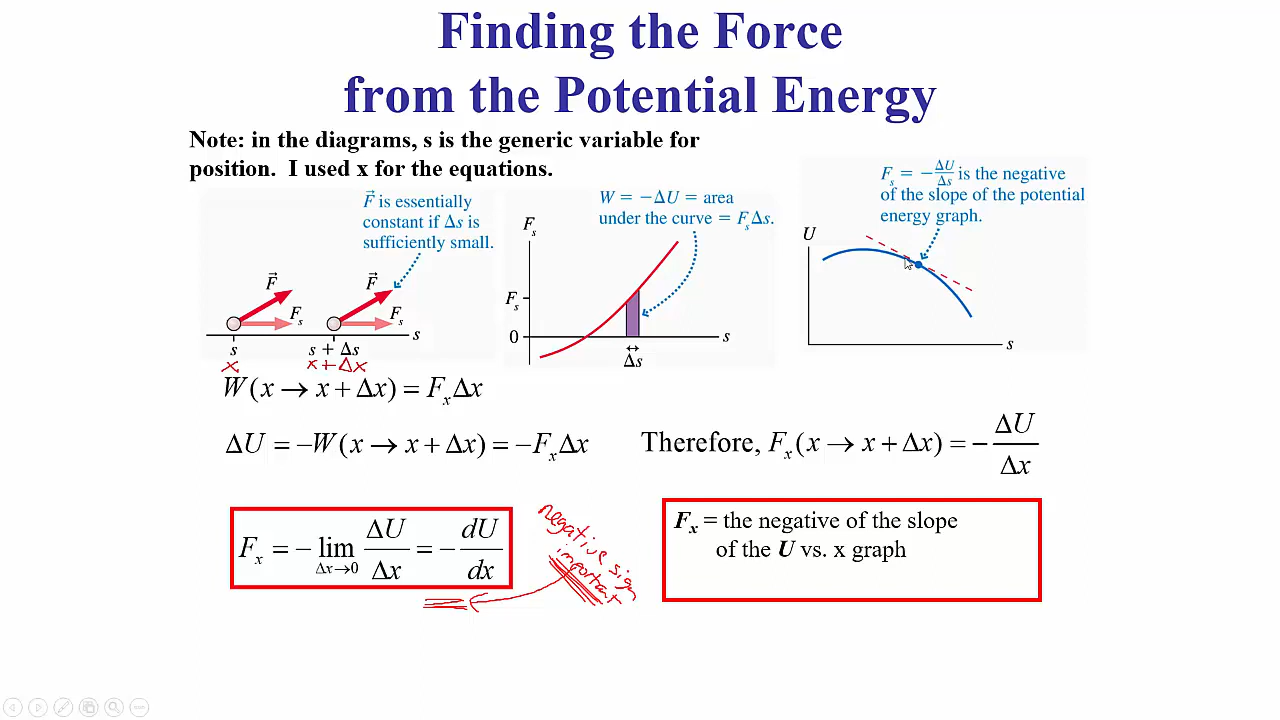 Finding the Force
from the Potential Energy
Note: in the diagrams, s is the generic variable for
position. I used x for the equations.
F⃗ is essentially
constant if Δs is
sufficiently small.
F⃗
F⃗
F_s
F_s
s
s
s + Δs
x
x+Δx
W = −ΔU = area
under the curve = F_sΔs.
F_s
F_s
0
s
Δs
F_s = −ΔU/Δs is the negative
of the slope of the potential
energy graph.
U
s
W(x → x + Δx) = F_xΔx
ΔU = −W(x → x + Δx) = −F_xΔx
Therefore, F_x(x → x + Δx) = −ΔU/Δx
F_x = − lim_{Δx→0} ΔU/Δx = − dU/dx
negative sign
important
F_x = the negative of the slope
of the U vs. x graph